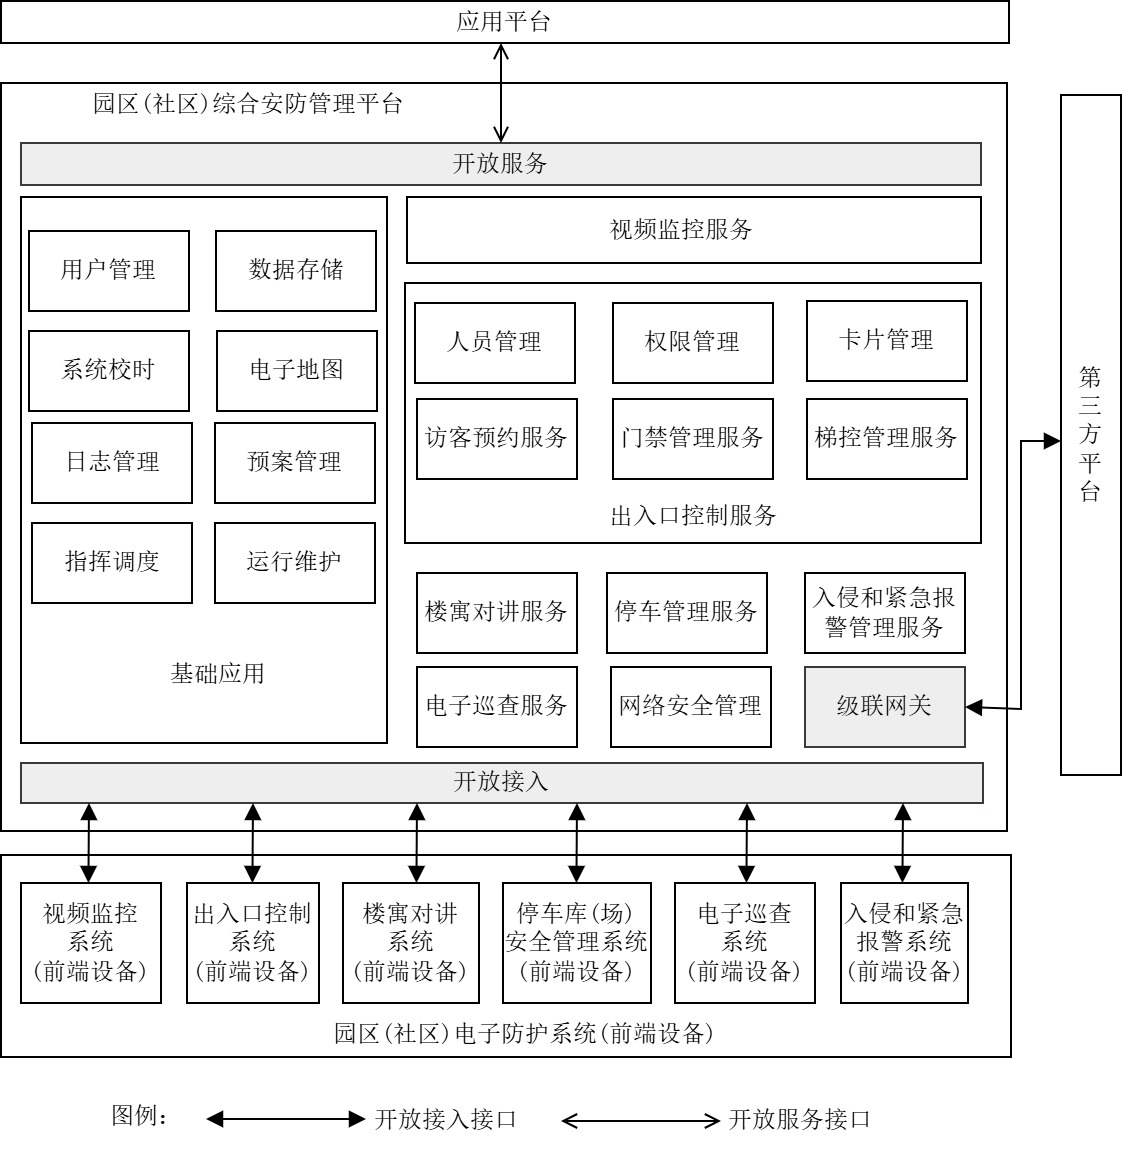 应用平台
园区(社区)综合安防管理平台
开放服务
用户管理
数据存储
系统校时
电子地图
日志管理
预案管理
指挥调度
运行维护
基础应用
视频监控服务
人员管理
权限管理
卡片管理
访客预约服务
门禁管理服务
梯控管理服务
出入口控制服务
楼寓对讲服务
停车管理服务
入侵和紧急报
警管理服务
电子巡查服务
网络安全管理
级联网关
第
三
方
平
台
开放接入
视频监控
系统
(前端设备)
出入口控制
系统
(前端设备)
楼寓对讲
系统
(前端设备)
停车库(场)
安全管理系统
(前端设备)
电子巡查
系统
(前端设备)
入侵和紧急
报警系统
(前端设备)
园区(社区)电子防护系统(前端设备)
图例：
开放接入接口
开放服务接口